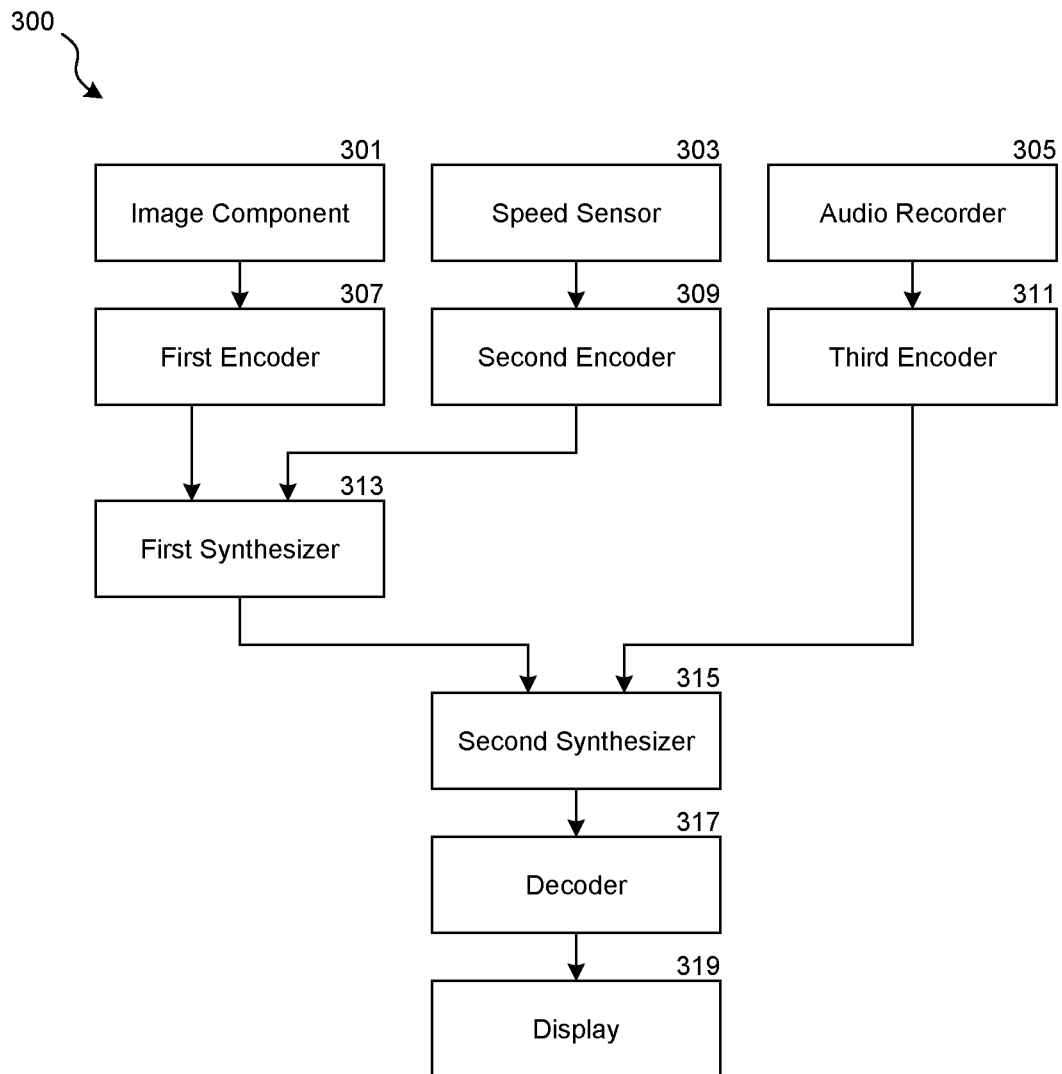 300
301
Image Component
303
Speed Sensor
305
Audio Recorder
307
First Encoder
309
Second Encoder
311
Third Encoder
313
First Synthesizer
315
Second Synthesizer
317
Decoder
319
Display